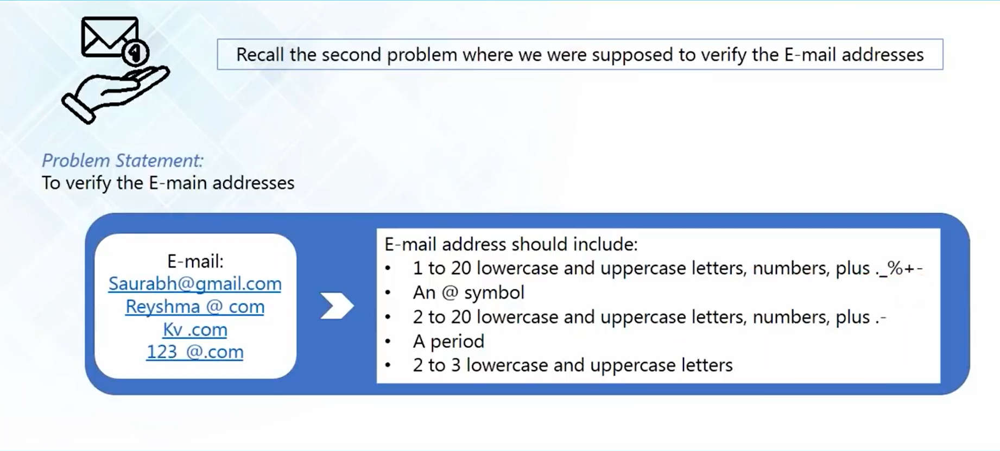 Recall the second problem where we were supposed to verify the E-mail addresses
Problem Statement:
To verify the E-main addresses
E-mail:
Saurabh@gmail.com
Reyshma @ com
Kv .com
123 @.com
E-mail address should include:
• 1 to 20 lowercase and uppercase letters, numbers, plus ._%+-
• An @ symbol
• 2 to 20 lowercase and uppercase letters, numbers, plus .-
• A period
• 2 to 3 lowercase and uppercase letters